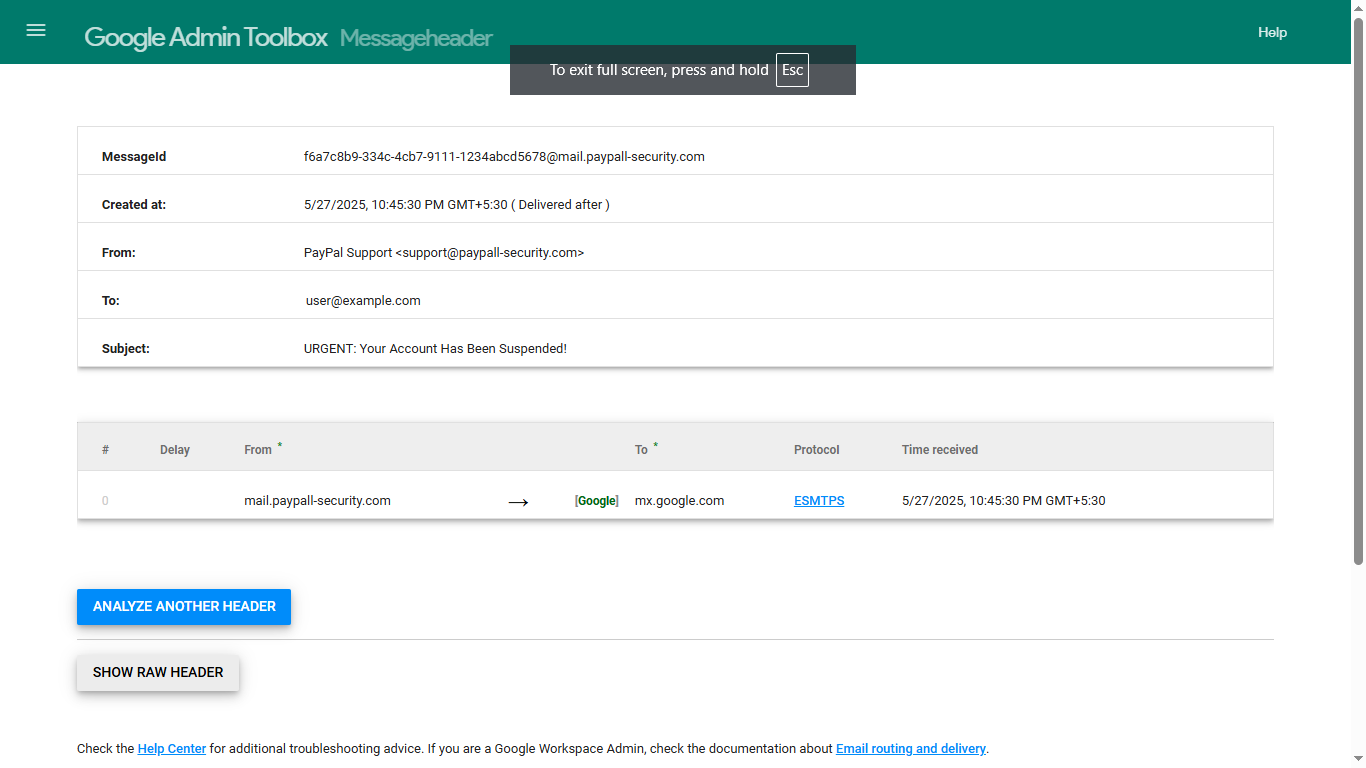 Google Admin Toolbox Messageheader
Help
To exit full screen, press and hold Esc
MessageId f6a7c8b9-334c-4cb7-9111-1234abcd5678@mail.paypall-security.com
Created at: 5/27/2025, 10:45:30 PM GMT+5:30 ( Delivered after )
From: PayPal Support <support@paypall-security.com>
To: user@example.com
Subject: URGENT: Your Account Has Been Suspended!
# Delay From * To * Protocol Time received
0 mail.paypall-security.com → [Google] mx.google.com ESMTPS 5/27/2025, 10:45:30 PM GMT+5:30
ANALYZE ANOTHER HEADER
SHOW RAW HEADER
Check the Help Center for additional troubleshooting advice. If you are a Google Workspace Admin, check the documentation about Email routing and delivery.